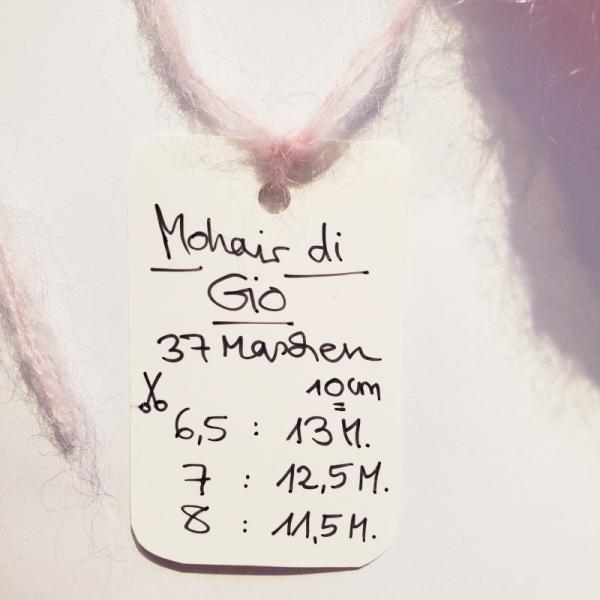 Mohair di
Gio
37 Maschen
10cm
6,5 : 13 M.
7 : 12,5 M.
8 : 11,5 M.